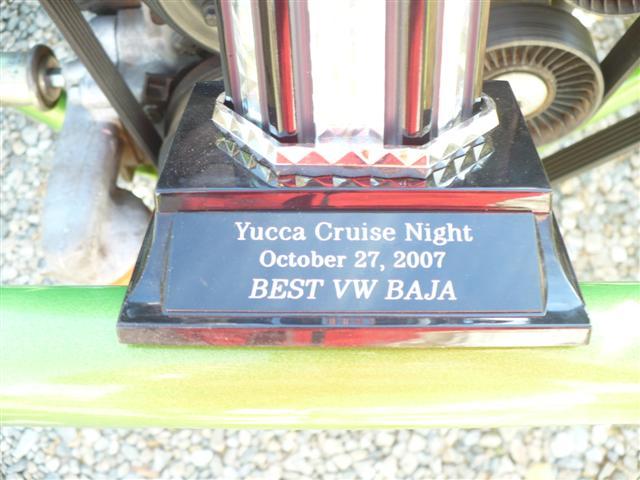 Yucca Cruise Night
October 27, 2007
BEST VW BAJA